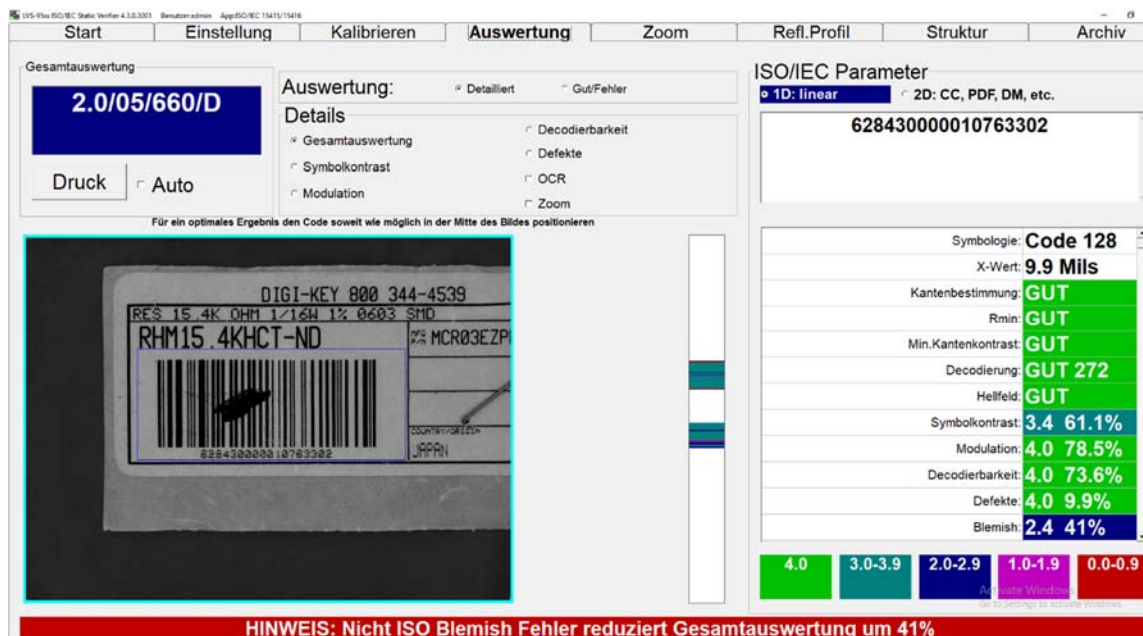 LVS-95xx ISO/IEC Static Verifier 4.3.0.3001 Benutzer:admin App:ISO/IEC 15415/15416
Start Einstellung Kalibrieren Auswertung Zoom Refl.Profil Struktur Archiv
Gesamtauswertung
2.0/05/660/D
Druck Auto
Auswertung: Detailliert Gut/Fehler
Details
Gesamtauswertung
Symbolkontrast
Modulation
Decodierbarkeit
Defekte
OCR
Zoom
Für ein optimales Ergebnis den Code soweit wie möglich in der Mitte des Bildes positionieren
DIGI-KEY 800 344-4539
RES 15.4K OHM 1/16W 1% 0603 SMD
RHM15.4KHCT-ND
MFG P/N MCR03EZP
COUNTRY/ORIGIN
JAPAN
628430000010763302
ISO/IEC Parameter
1D: linear 2D: CC, PDF, DM, etc.
628430000010763302
Symbologie: Code 128
X-Wert: 9.9 Mils
Kantenbestimmung: GUT
Rmin: GUT
Min.Kantenkontrast: GUT
Decodierung: GUT 272
Hellfeld: GUT
Symbolkontrast: 3.4 61.1%
Modulation: 4.0 78.5%
Decodierbarkeit: 4.0 73.6%
Defekte: 4.0 9.9%
Blemish: 2.4 41%
4.0 3.0-3.9 2.0-2.9 1.0-1.9 0.0-0.9
Activate Windows
Go to Settings to activate Windows.
HINWEIS: Nicht ISO Blemish Fehler reduziert Gesamtauswertung um 41%